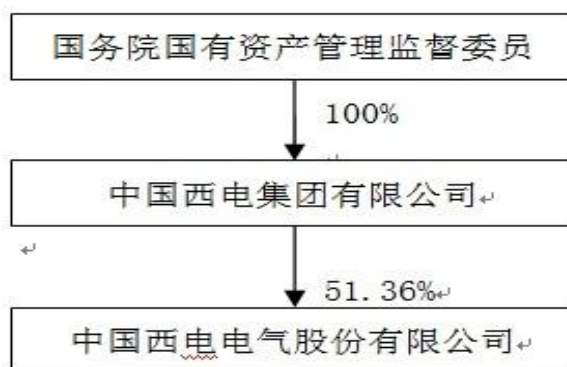 国务院国有资产管理监督委员
100%
中国西电集团有限公司
51.36%
中国西电电气股份有限公司